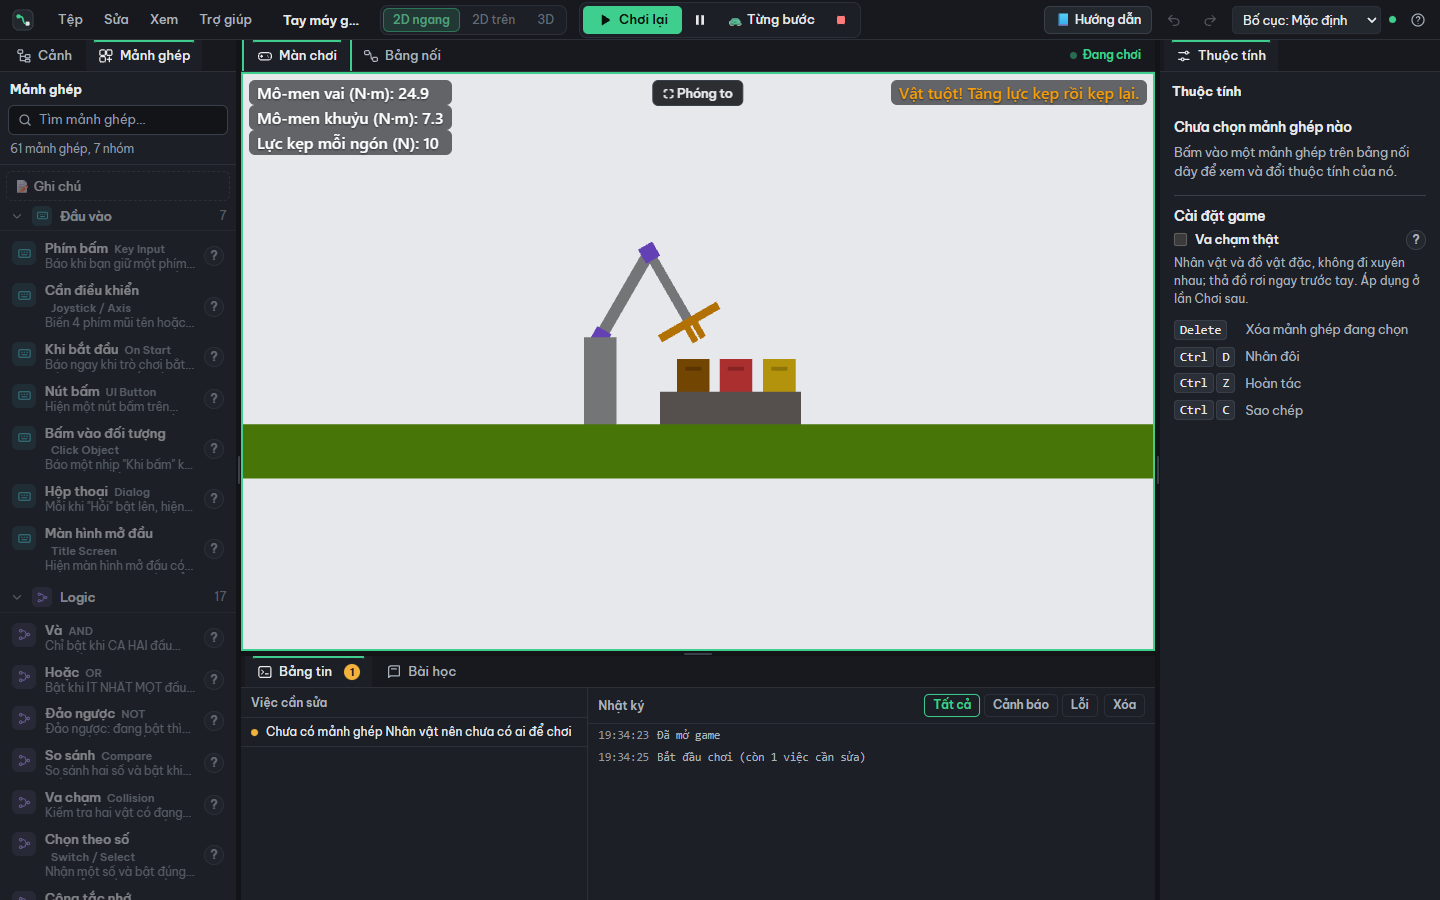 Tệp Sửa Xem Trợ giúp Tay máy g... 2D ngang 2D trên 3D Chơi lại Từng bước Hướng dẫn Bố cục: Mặc định
Cảnh Mảnh ghép
Mảnh ghép
Tìm mảnh ghép...
61 mảnh ghép, 7 nhóm
Ghi chú
Đầu vào 7
Phím bấm Key Input
Báo khi bạn giữ một phím...
Cần điều khiển
Joystick / Axis
Biến 4 phím mũi tên hoặc...
Khi bắt đầu On Start
Báo ngay khi trò chơi bắt...
Nút bấm UI Button
Hiện một nút bấm trên...
Bấm vào đối tượng
Click Object
Báo một nhịp "Khi bấm" k...
Hộp thoại Dialog
Mỗi khi "Hỏi" bật lên, hiện...
Màn hình mở đầu
Title Screen
Hiện màn hình mở đầu có...
Logic 17
Và AND
Chỉ bật khi CẢ HAI đầu...
Hoặc OR
Bật khi ÍT NHẤT MỘT đầu...
Đảo ngược NOT
Đảo ngược: đang bật thì...
So sánh Compare
So sánh hai số và bật khi...
Va chạm Collision
Kiểm tra hai vật có đang...
Chọn theo số
Switch / Select
Nhận một số và bật đúng...
Công tắc nhớ
Màn chơi Bảng nối Đang chơi
Mô-men vai (N·m): 24.9
Mô-men khuỷu (N·m): 7.3
Lực kẹp mỗi ngón (N): 10
Phóng to
Vật tuột! Tăng lực kẹp rồi kẹp lại.
Bảng tin 1 Bài học
Việc cần sửa
Chưa có mảnh ghép Nhân vật nên chưa có ai để chơi
Nhật ký Tất cả Cảnh báo Lỗi Xóa
19:34:23 Đã mở game
19:34:25 Bắt đầu chơi (còn 1 việc cần sửa)
Thuộc tính
Thuộc tính
Chưa chọn mảnh ghép nào
Bấm vào một mảnh ghép trên bảng nối
dây để xem và đổi thuộc tính của nó.
Cài đặt game
Va chạm thật
Nhân vật và đồ vật đặc, không đi xuyên
nhau; thả đồ rơi ngay trước tay. Áp dụng ở
lần Chơi sau.
Delete Xóa mảnh ghép đang chọn
Ctrl D Nhân đôi
Ctrl Z Hoàn tác
Ctrl C Sao chép